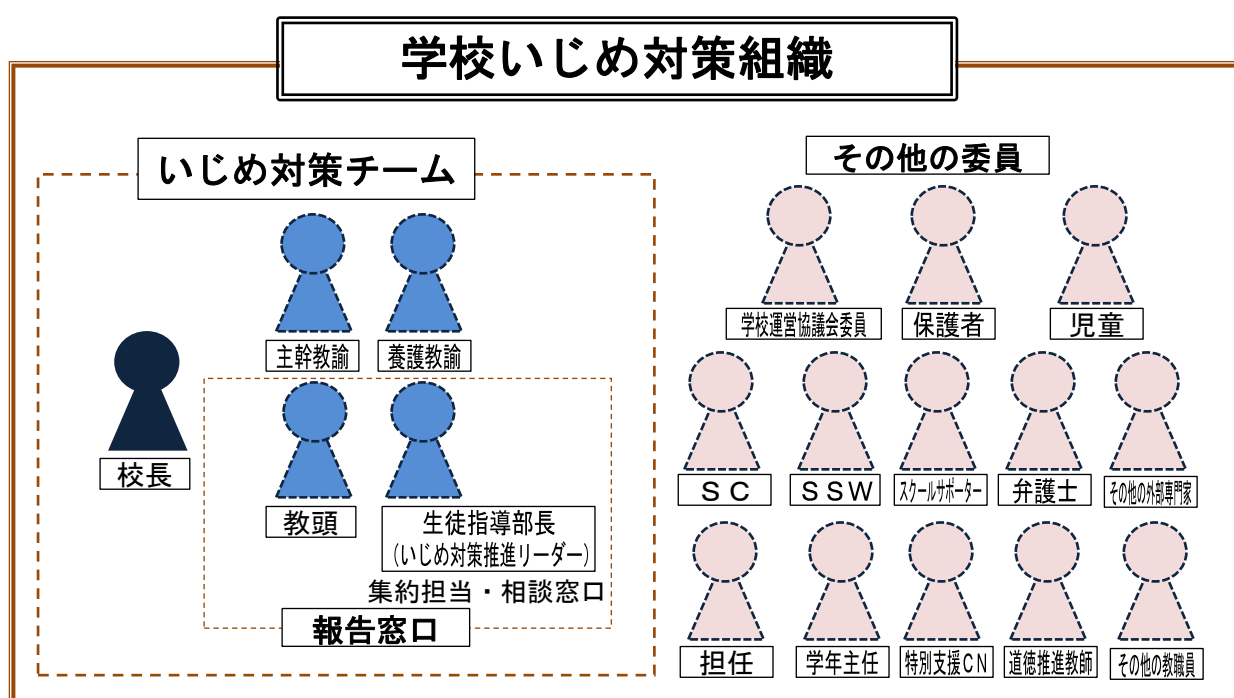 学校いじめ対策組織
いじめ対策チーム
主幹教諭
養護教諭
校長
教頭
生徒指導部長
(いじめ対策推進リーダー)
集約担当・相談窓口
報告窓口
その他の委員
学校運営協議会委員
保護者
児童
ＳＣ
ＳＳＷ
スクールサポーター
弁護士
その他の外部専門家
担任
学年主任
特別支援ＣＮ
道徳推進教師
その他の教職員